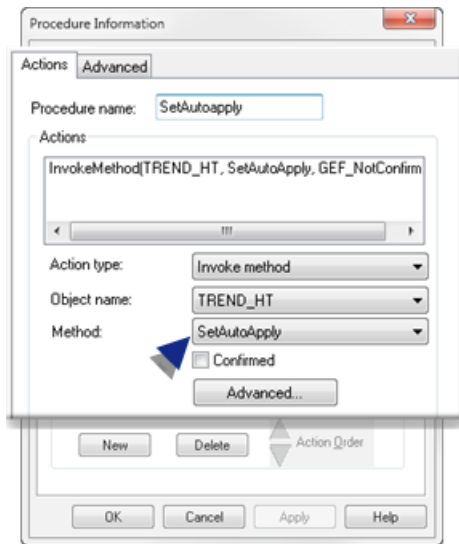 Procedure Information
Actions Advanced
Procedure name: SetAutoapply
Actions
InvokeMethod(TREND_HT, SetAutoApply, GEF_NotConfirm
Action type: Invoke method
Object name: TREND_HT
Method: SetAutoApply
Confirmed
Advanced...
New Delete Action Order
OK Cancel Apply Help